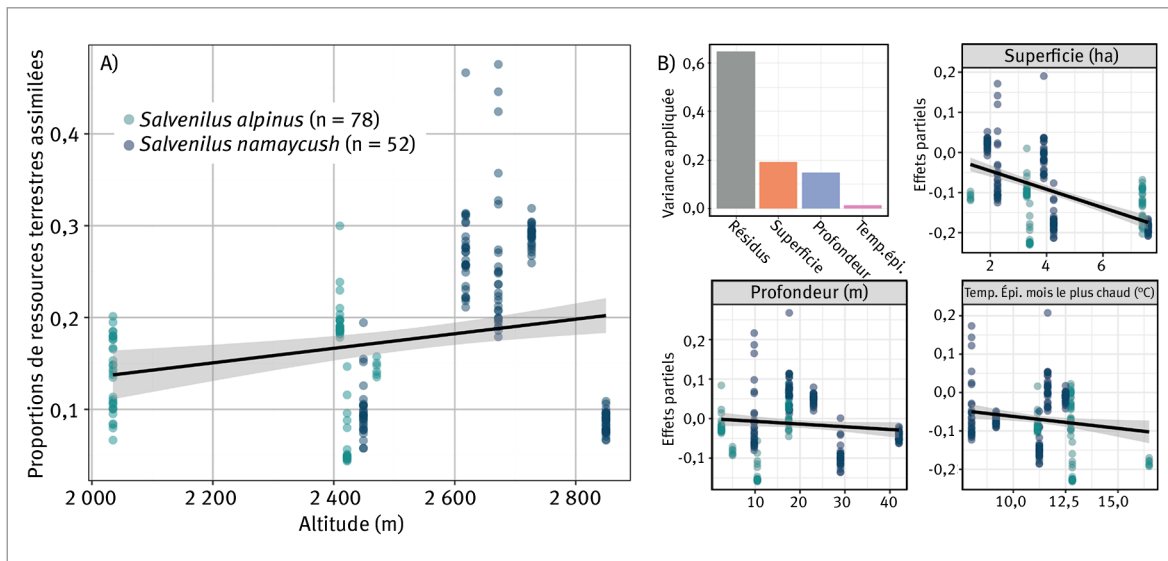 A)
Salvenilus alpinus (n = 78)
Salvenilus namaycush (n = 52)
Proportions de ressources terrestres assimilées
0,4
0,3
0,2
0,1
2 000
2 200
2 400
2 600
2 800
Altitude (m)
B)
Variance appliquée
0,6
0,4
0,2
0,0
Résidus
Superficie
Profondeur
Temp.épi.
Superficie (ha)
Effets partiels
0,2
0,1
0,0
-0,1
-0,2
2
4
6
Profondeur (m)
Effets partiels
0,2
0,1
0,0
-0,1
10
20
30
40
Temp. Épi. mois le plus chaud (°C)
0,2
0,1
0,0
-0,1
-0,2
10,0
12,5
15,0